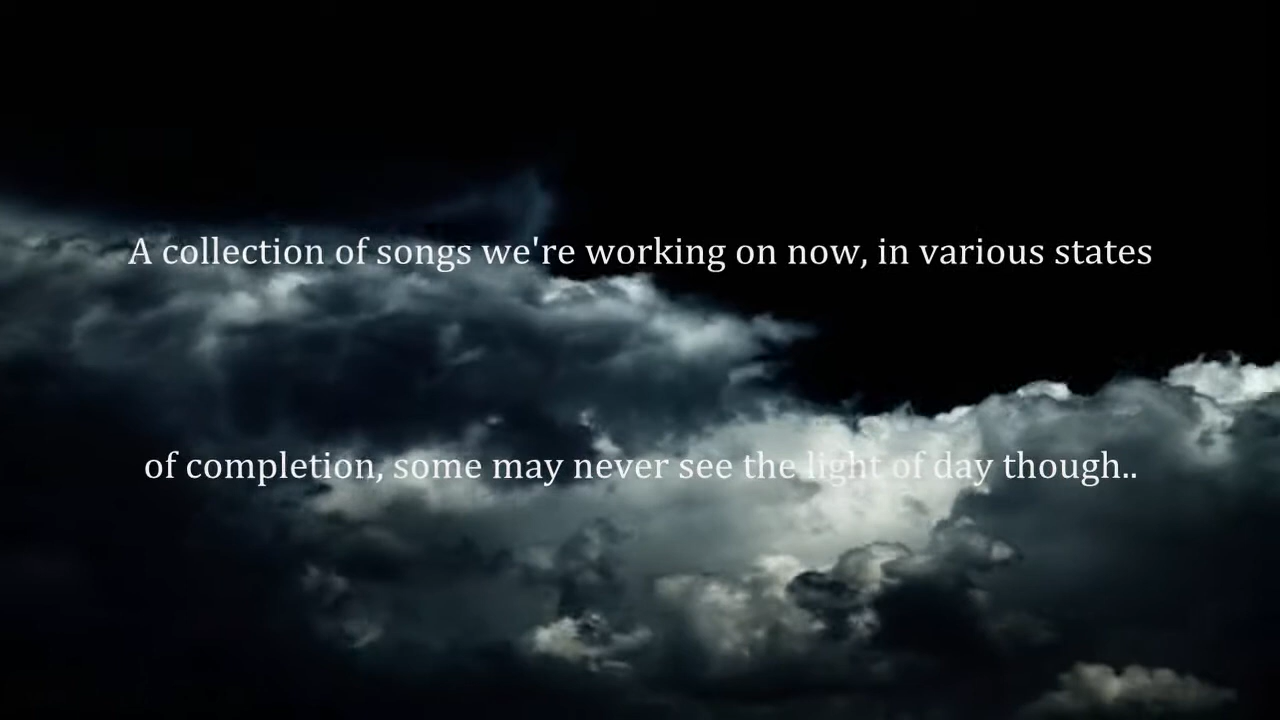 A collection of songs we're working on now, in various states
of completion, some may never see the light of day though..